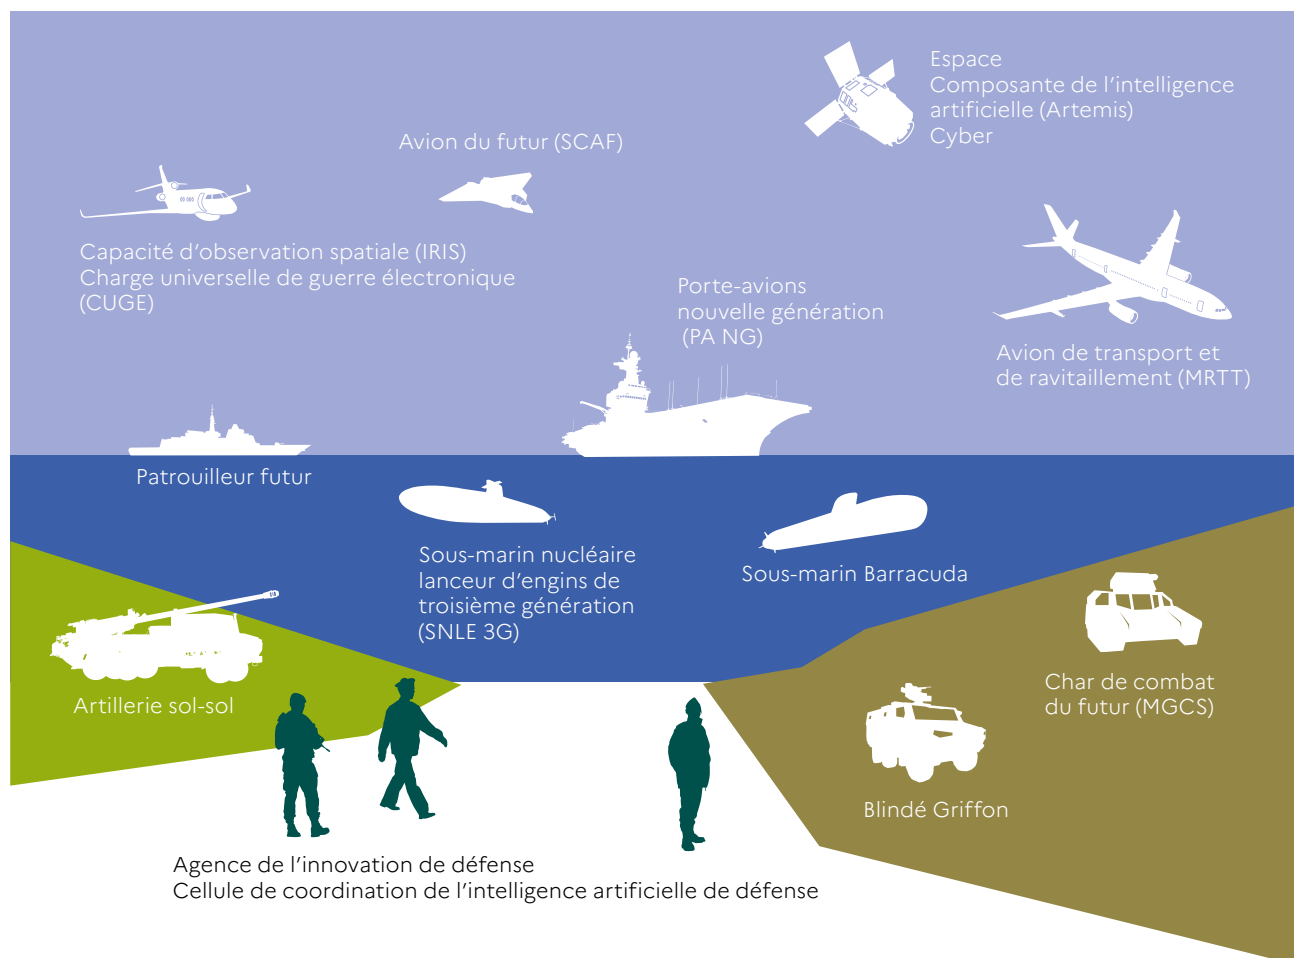 Espace
Composante de l'intelligence
artificielle (Artemis)
Cyber
Avion du futur (SCAF)
Capacité d'observation spatiale (IRIS)
Charge universelle de guerre électronique
(CUGE)
Porte-avions
nouvelle génération
(PA NG)
Avion de transport et
de ravitaillement (MRTT)
Patrouilleur futur
Sous-marin nucléaire
lanceur d'engins de
troisième génération
(SNLE 3G)
Sous-marin Barracuda
Artillerie sol-sol
Char de combat
du futur (MGCS)
Blindé Griffon
Agence de l'innovation de défense
Cellule de coordination de l'intelligence artificielle de défense